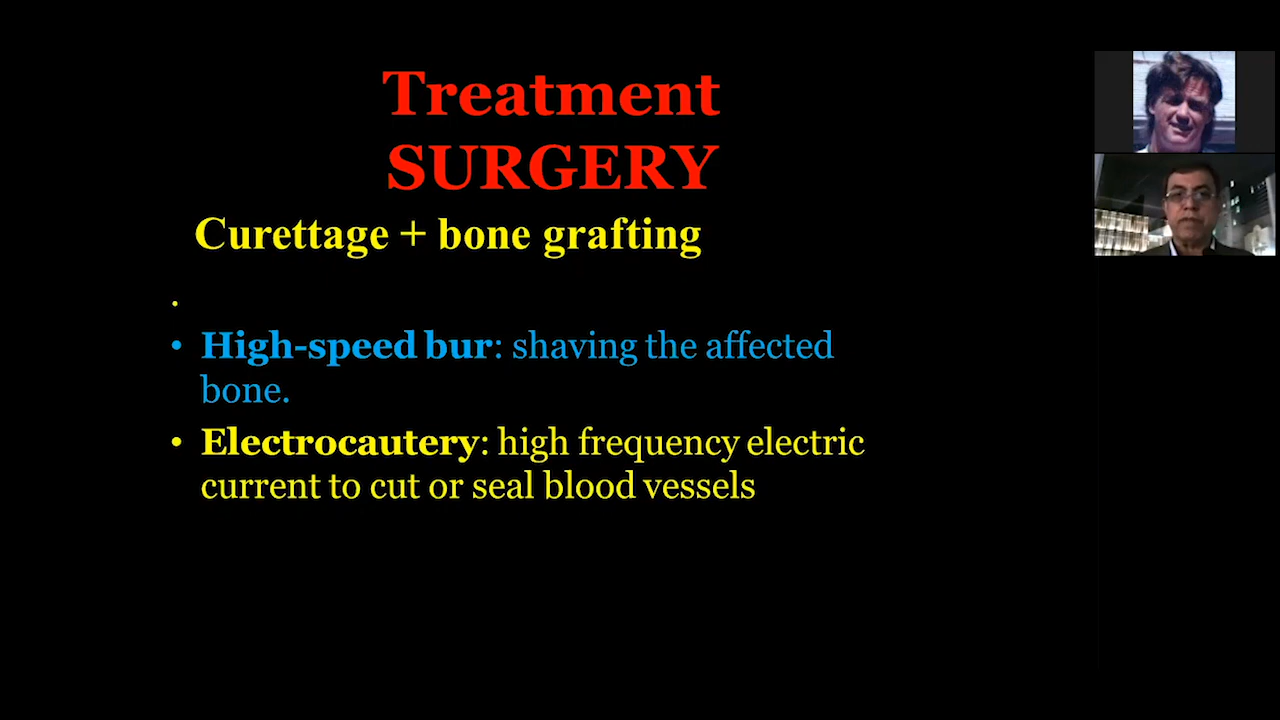 Treatment
SURGERY
Curettage + bone grafting
.
• High-speed bur: shaving the affected
bone.
• Electrocautery: high frequency electric
current to cut or seal blood vessels